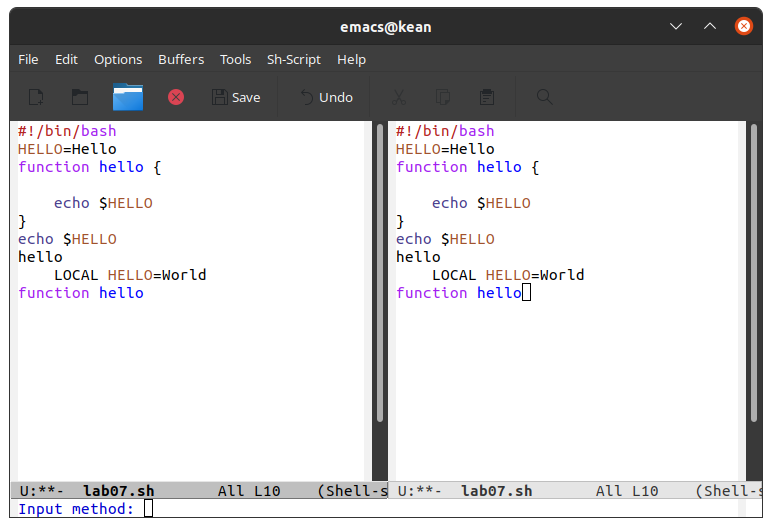 emacs@kean
File Edit Options Buffers Tools Sh-Script Help
Save Undo
#!/bin/bash
HELLO=Hello
function hello {
    echo $HELLO
}
echo $HELLO
hello
    LOCAL HELLO=World
function hello
U:**-  lab07.sh       All L10    (Shell-s
#!/bin/bash
HELLO=Hello
function hello {
    echo $HELLO
}
echo $HELLO
hello
    LOCAL HELLO=World
function hello
U:**-  lab07.sh       All L10    (Shell-s
Input method: